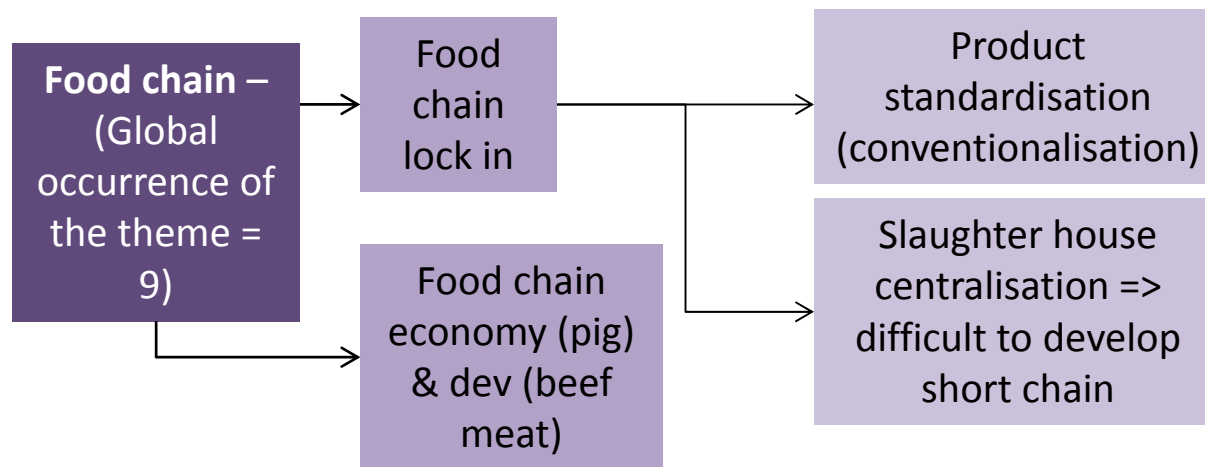 Food chain –
(Global
occurrence of
the theme =
9)
Food
chain
lock in
Food chain
economy (pig)
& dev (beef
meat)
Product
standardisation
(conventionalisation)
Slaughter house
centralisation =>
difficult to develop
short chain